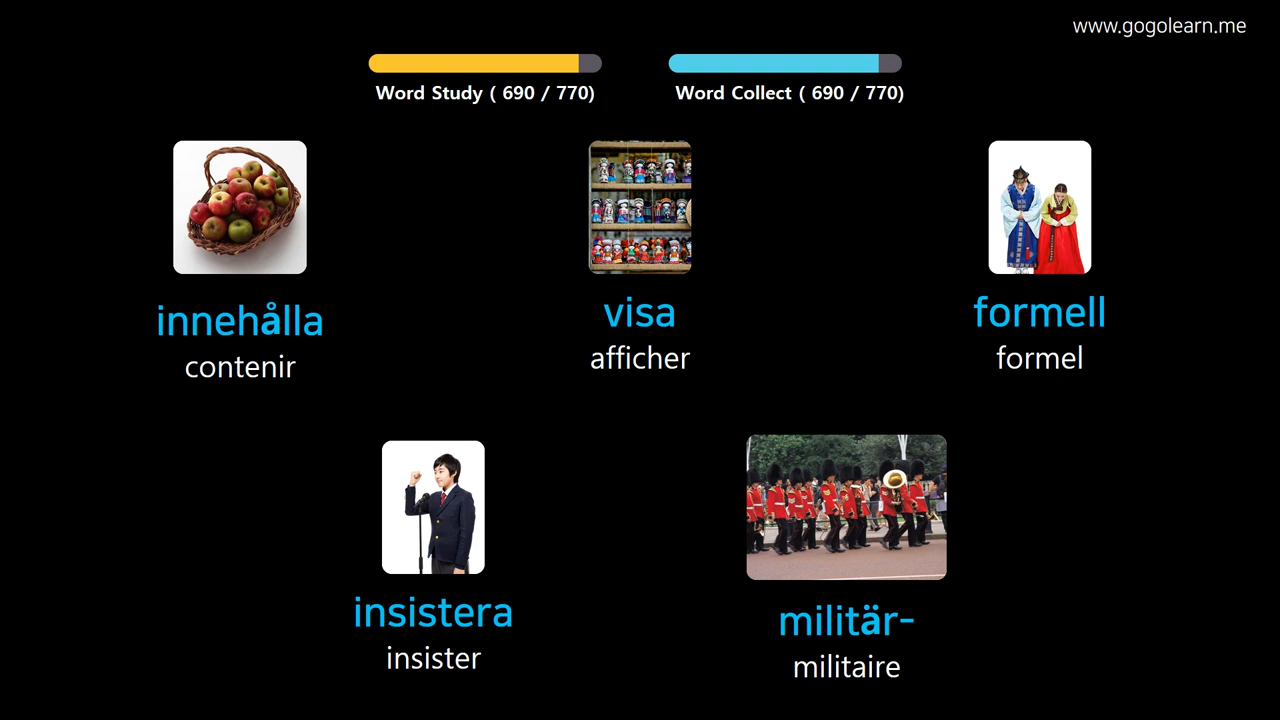 www.gogolearn.me
Word Study ( 690 / 770)
Word Collect ( 690 / 770)
innehålla
contenir
visa
afficher
formell
formel
insistera
insister
militär-
militaire